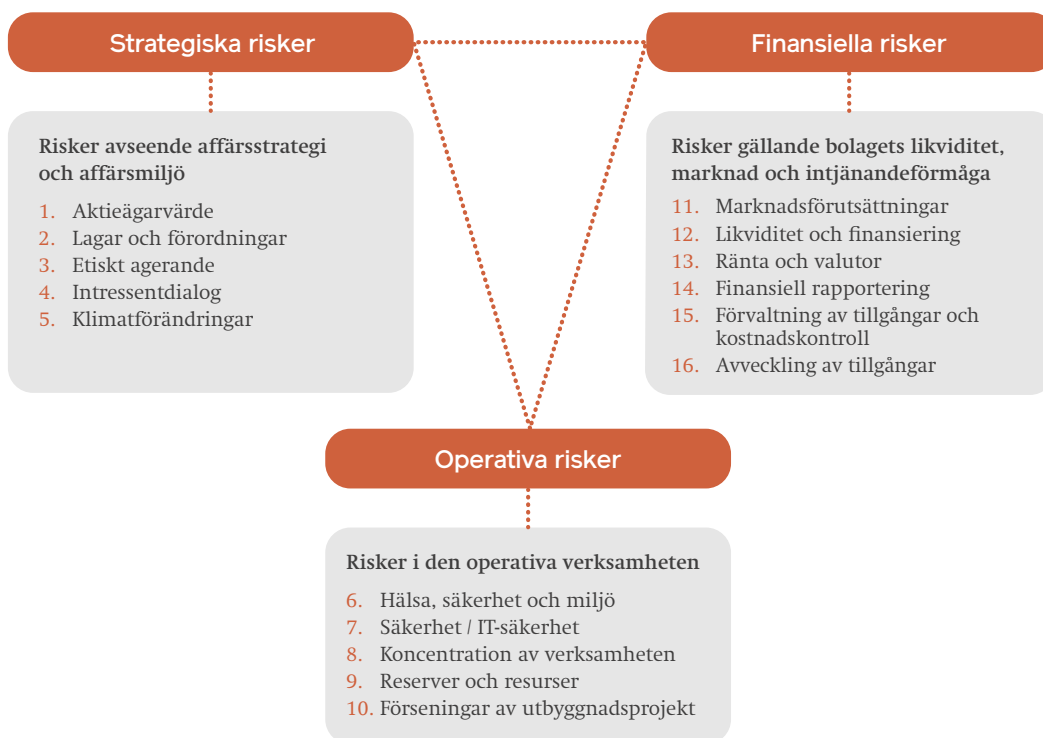 Strategiska risker
Risker avseende affärsstrategi
och affärsmiljö
1. Aktieägarvärde
2. Lagar och förordningar
3. Etiskt agerande
4. Intressentdialog
5. Klimatförändringar
Finansiella risker
Risker gällande bolagets likviditet,
marknad och intjänandeförmåga
11. Marknadsförutsättningar
12. Likviditet och finansiering
13. Ränta och valutor
14. Finansiell rapportering
15. Förvaltning av tillgångar och
kostnadskontroll
16. Avveckling av tillgångar
Operativa risker
Risker i den operativa verksamheten
6. Hälsa, säkerhet och miljö
7. Säkerhet / IT-säkerhet
8. Koncentration av verksamheten
9. Reserver och resurser
10. Förseningar av utbyggnadsprojekt